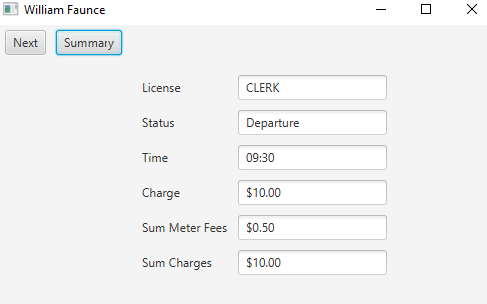 William Faunce
Next Summary
License CLERK
Status Departure
Time 09:30
Charge $10.00
Sum Meter Fees $0.50
Sum Charges $10.00